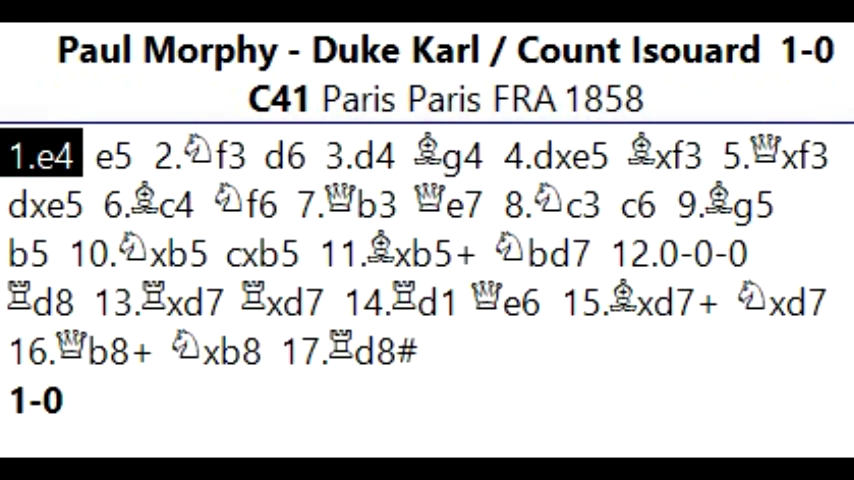 Paul Morphy - Duke Karl / Count Isouard 1-0
C41 Paris Paris FRA 1858
1.e4 e5 2.♘f3 d6 3.d4 ♗g4 4.dxe5 ♗xf3 5.♕xf3
dxe5 6.♗c4 ♘f6 7.♕b3 ♕e7 8.♘c3 c6 9.♗g5
b5 10.♘xb5 cxb5 11.♗xb5+ ♘bd7 12.0-0-0
♖d8 13.♖xd7 ♖xd7 14.♖d1 ♕e6 15.♗xd7+ ♘xd7
16.♕b8+ ♘xb8 17.♖d8#
1-0